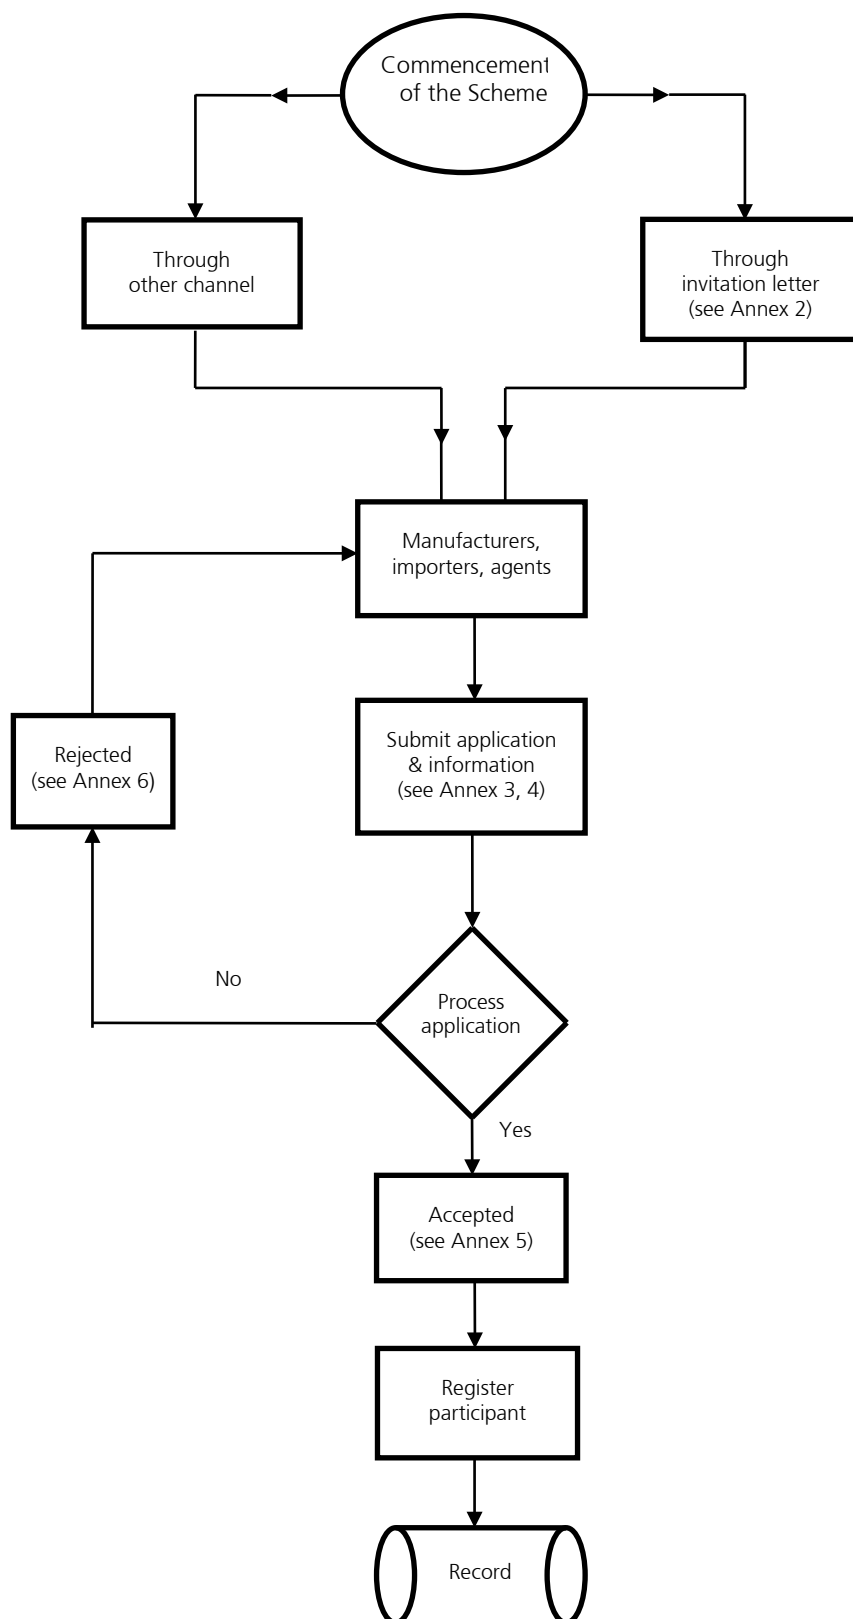 Commencement
of the Scheme
Through
other channel
Through
invitation letter
(see Annex 2)
Manufacturers,
importers, agents
Rejected
(see Annex 6)
Submit application
& information
(see Annex 3, 4)
No
Process
application
Yes
Accepted
(see Annex 5)
Register
participant
Record